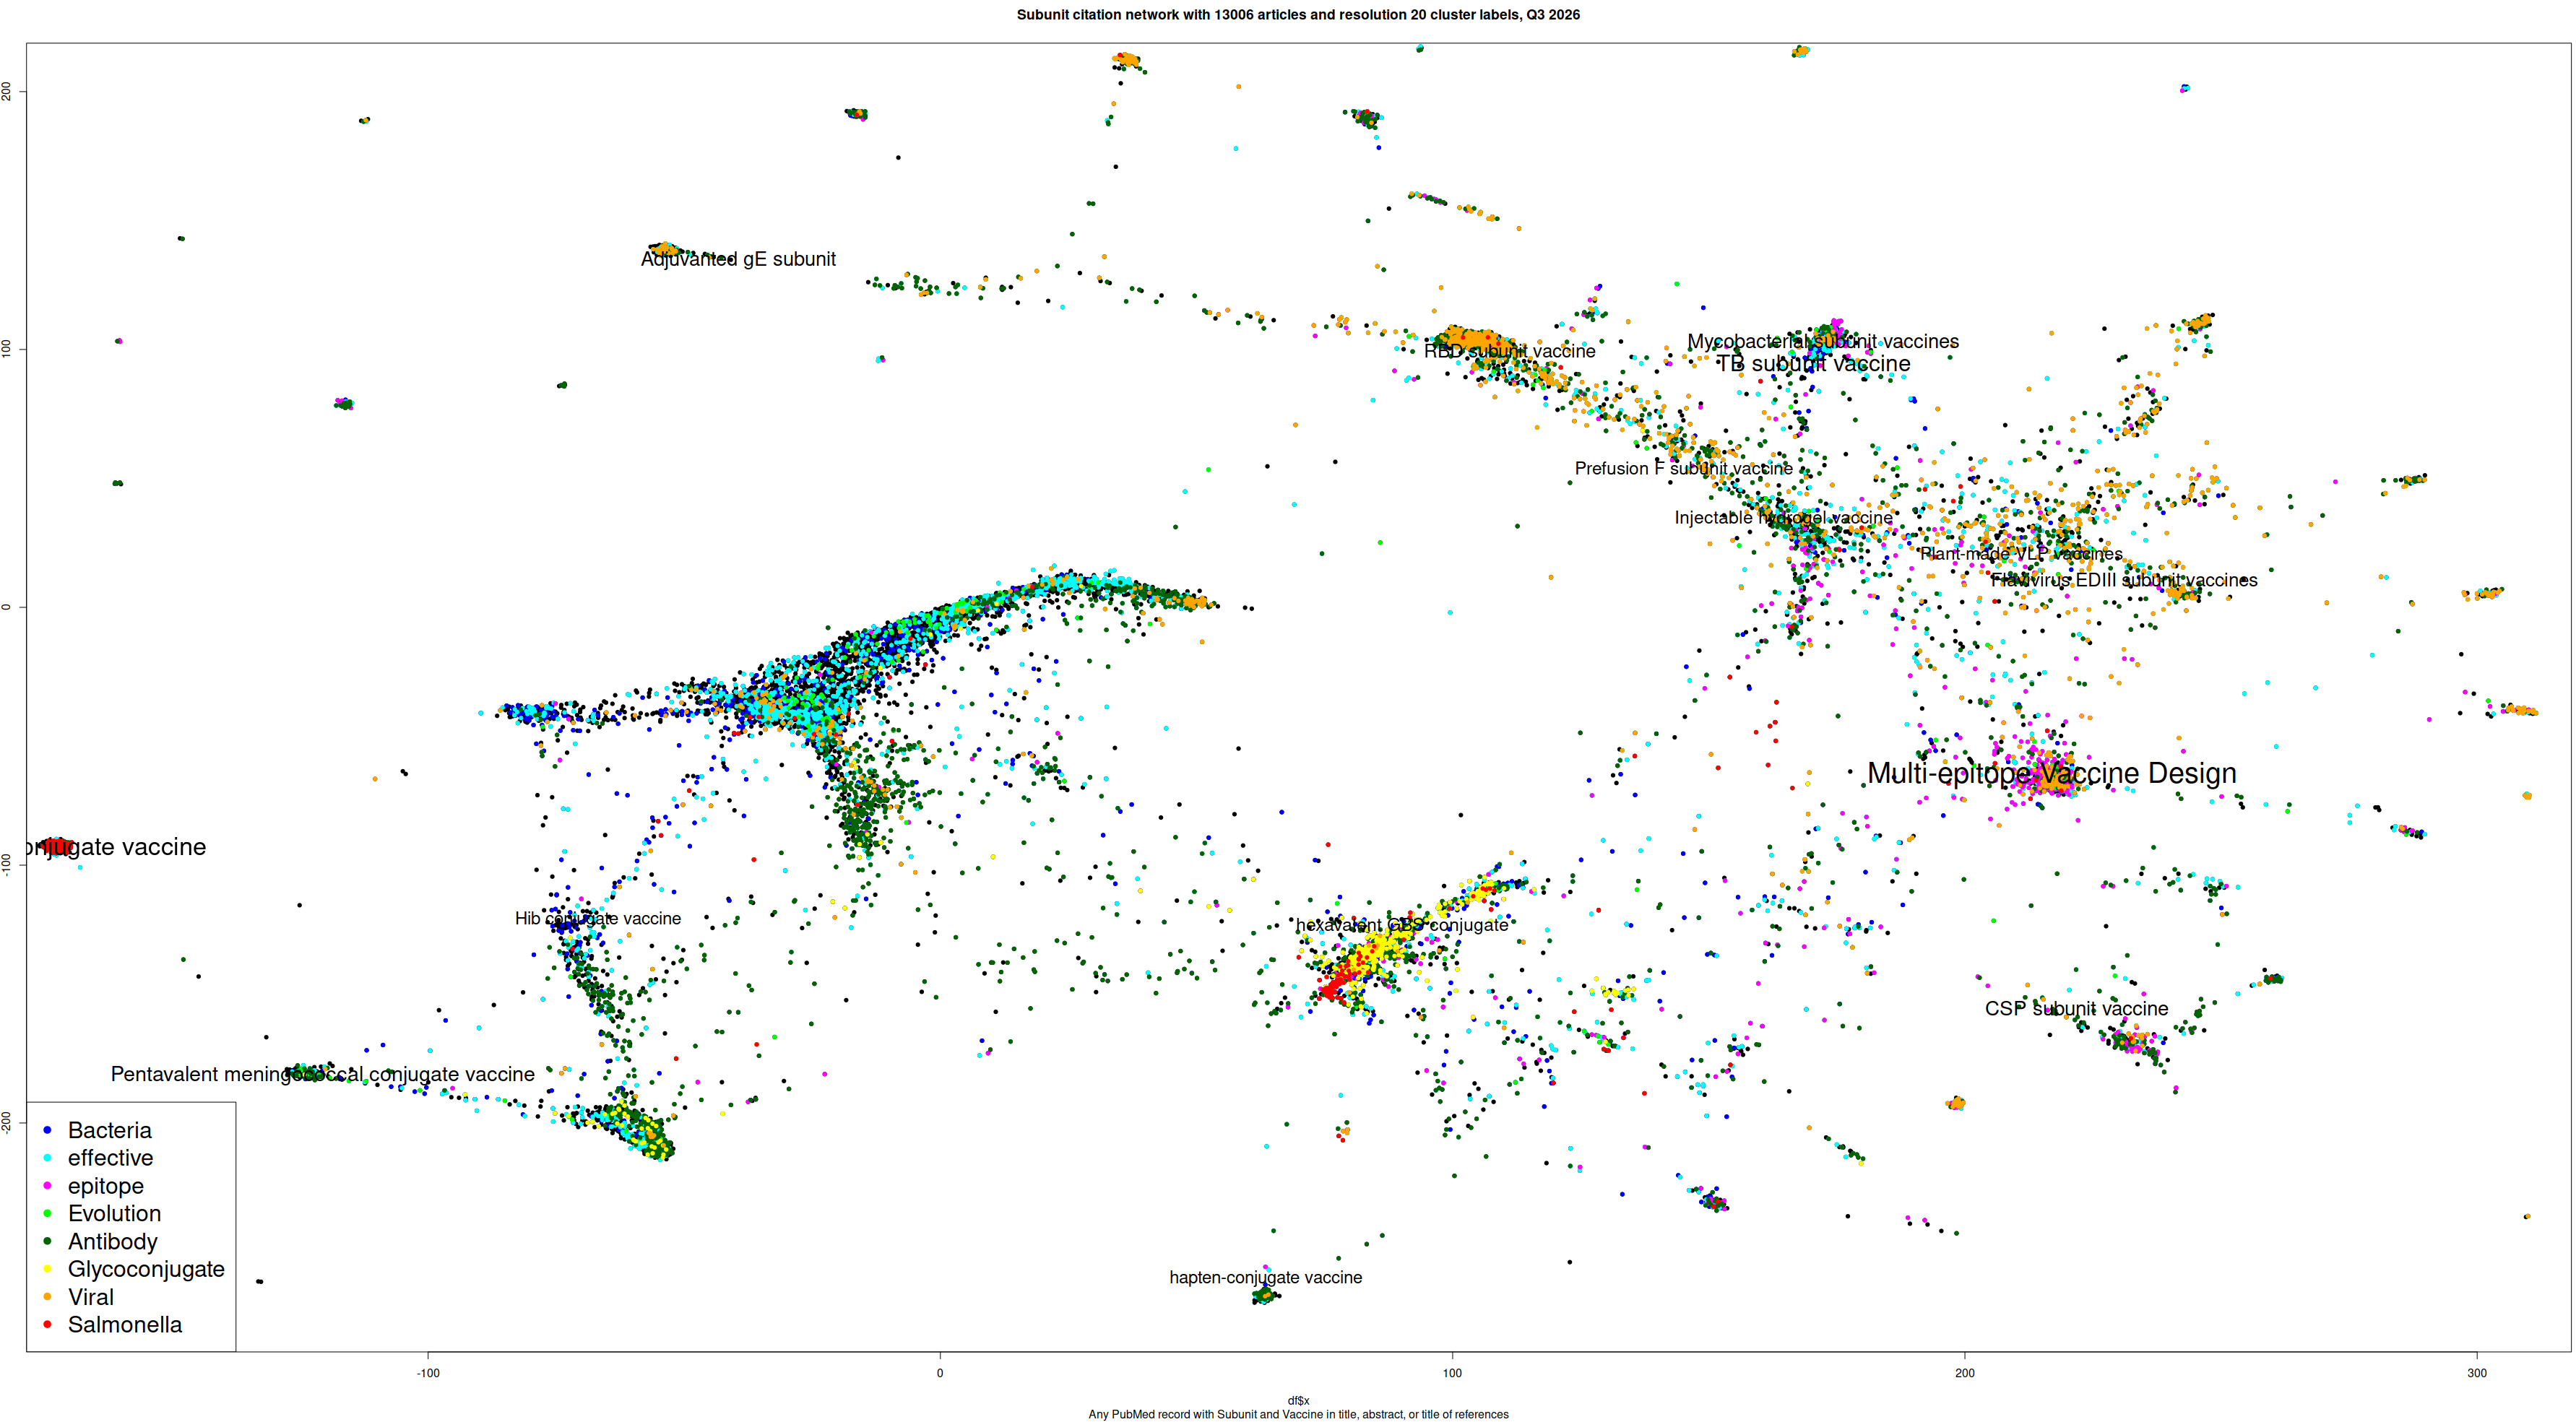 Subunit citation network with 13006 articles and resolution 20 cluster labels, Q3 2026
200
100
0
-100
-200
Adjuvanted gE subunit
RBD subunit vaccine
Mycobacterial subunit vaccines
TB subunit vaccine
Prefusion F subunit vaccine
Injectable hydrogel vaccine
Plant-made VLP vaccines
Flavivirus EDIII subunit vaccines
Multi-epitope Vaccine Design
onjugate vaccine
Hib conjugate vaccine
hexavalent GBS conjugate
CSP subunit vaccine
Pentavalent meningococcal conjugate vaccine
hapten-conjugate vaccine
Bacteria
effective
epitope
Evolution
Antibody
Glycoconjugate
Viral
Salmonella
-100 0 100 200 300
df$x
Any PubMed record with Subunit and Vaccine in title, abstract, or title of references